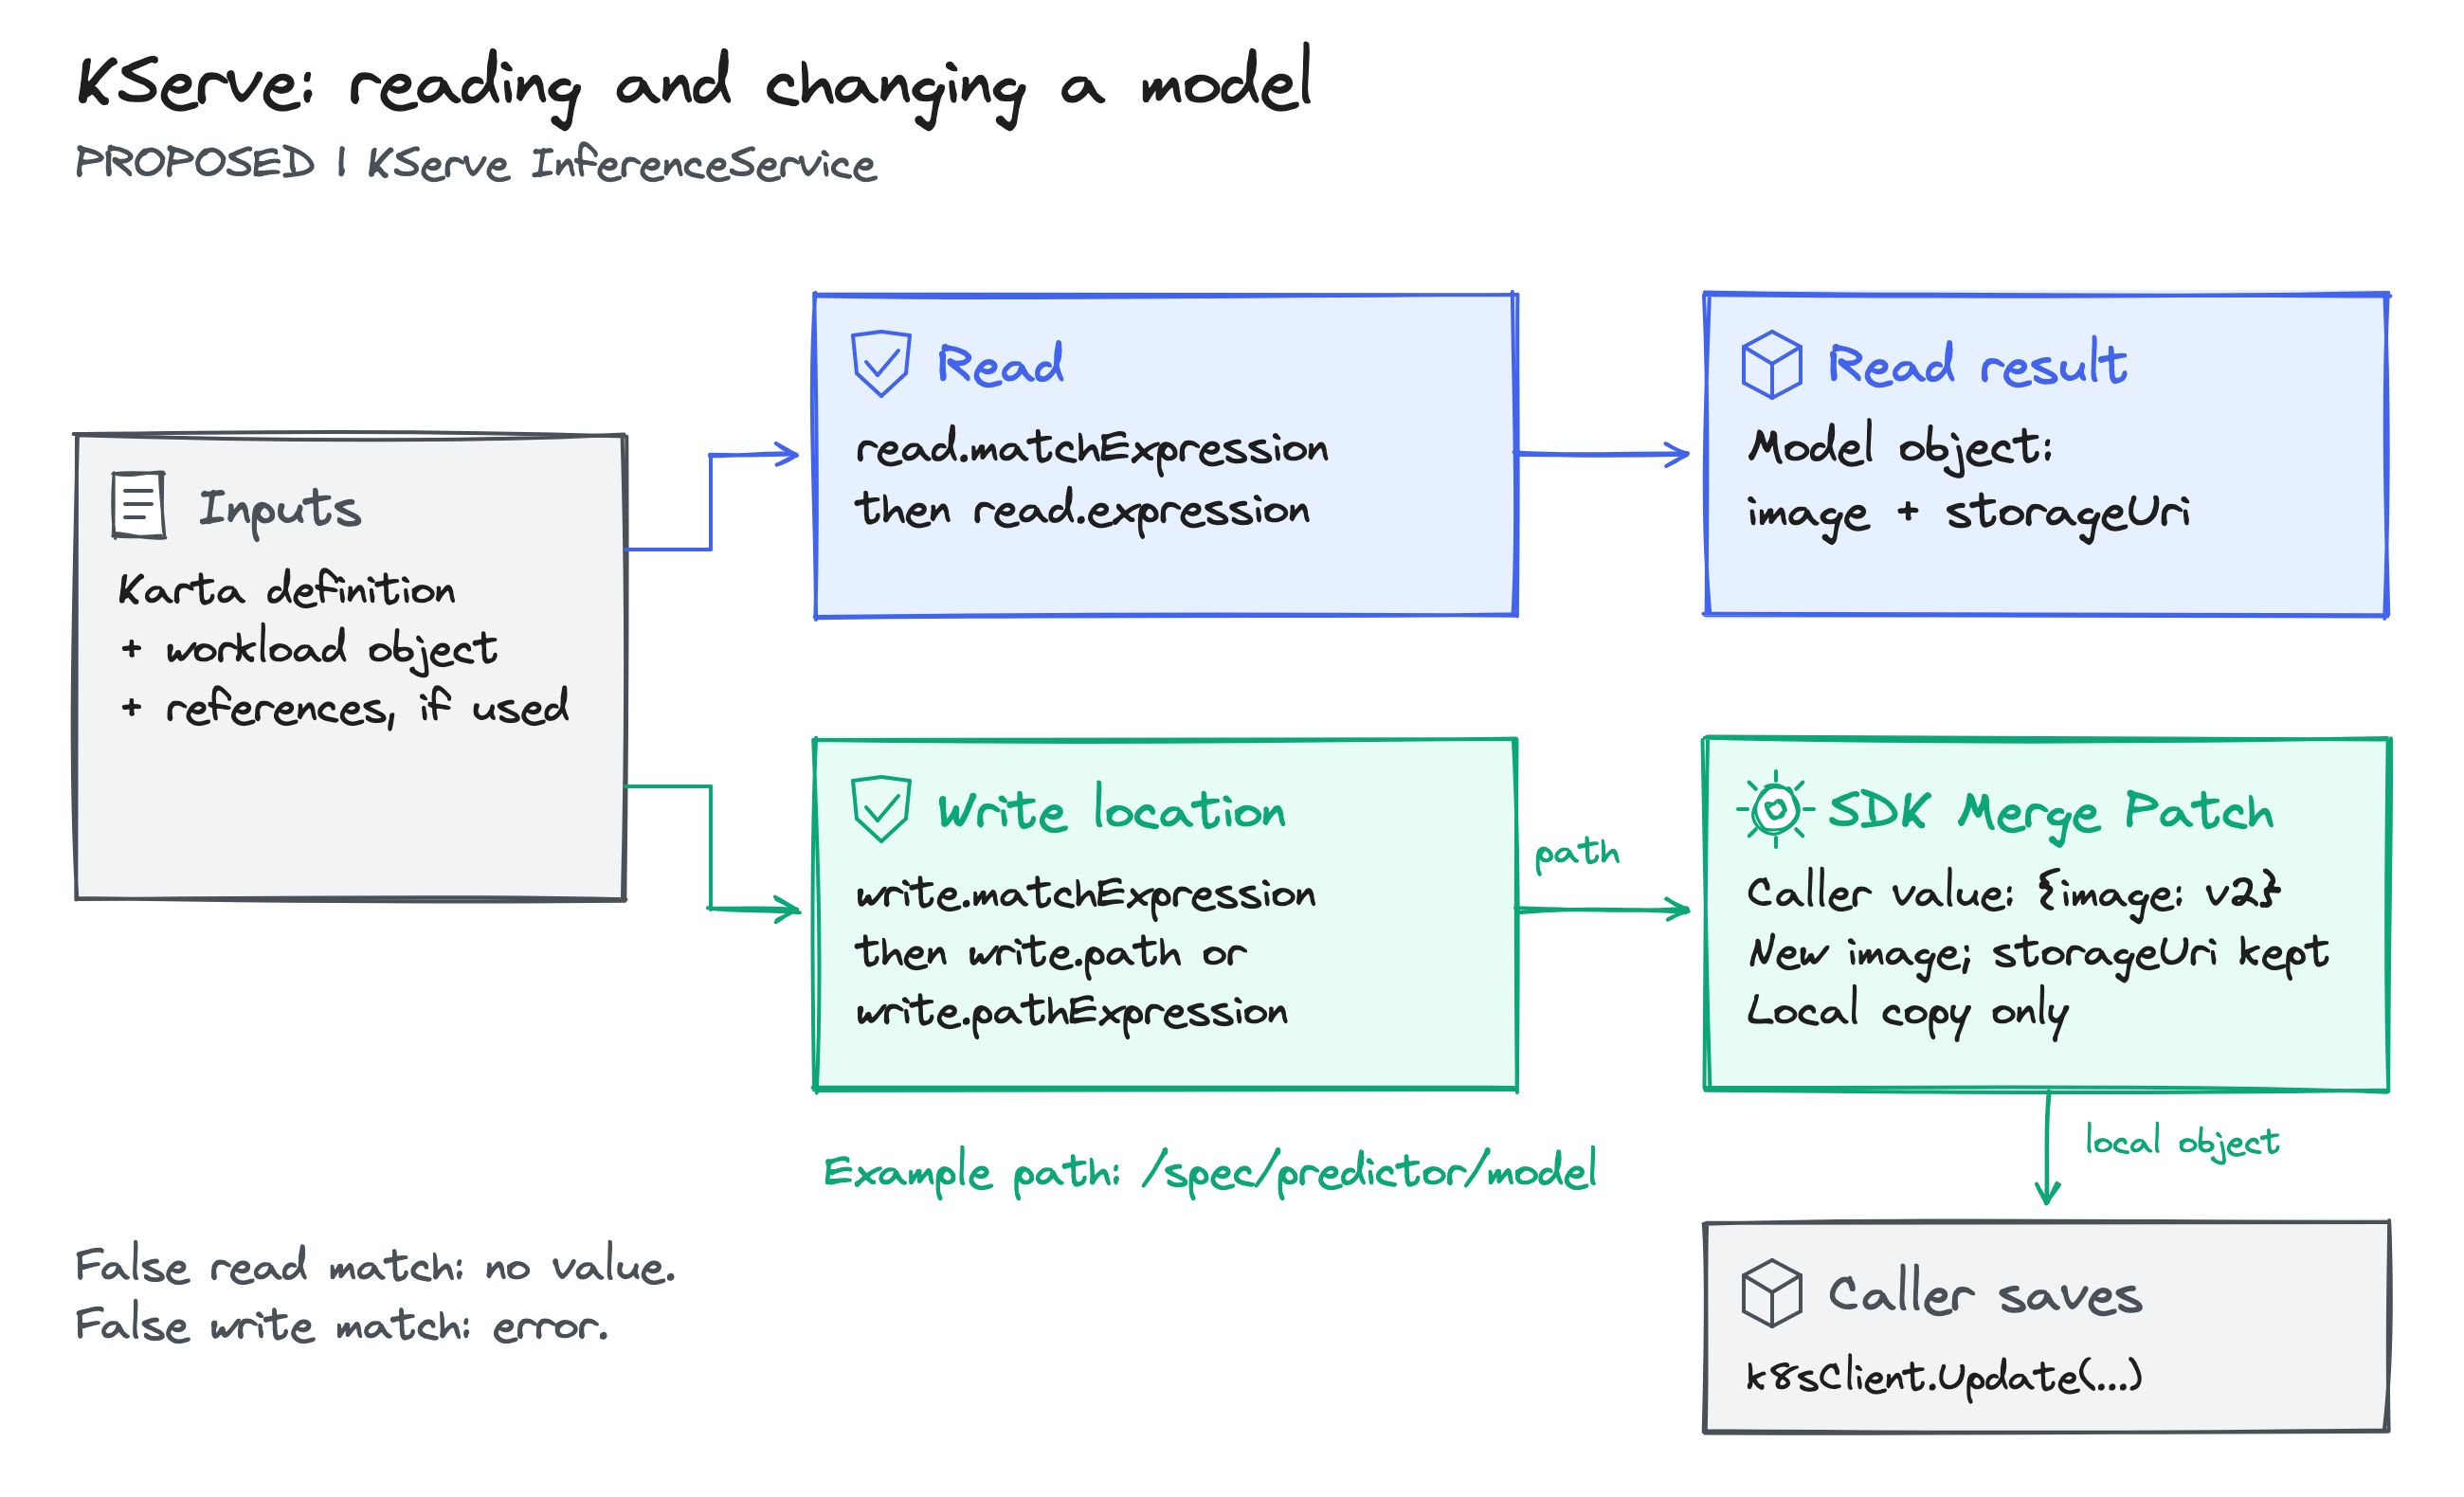 KServe: reading and changing a model
PROPOSED | KServe InferenceService
Inputs
Karta definition
+ workload object
+ references, if used
Read
read.matchExpression
then read.expression
Read result
Model object:
image + storageUri
Write location
write.matchExpression
then write.path or
write.pathExpression
path
SDK Merge Patch
Caller value: {image: v2}
New image; storageUri kept
Local copy only
Example path: /spec/predictor/model
local object
Caller saves
k8sClient.Update(...)
False read match: no value.
False write match: error.